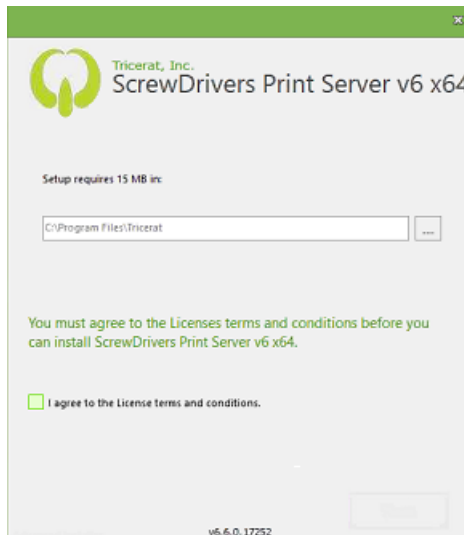 Tricerat, Inc.
ScrewDrivers Print Server v6 x64
Setup requires 15 MB in:
C:\Program Files\Tricerat
...
You must agree to the Licenses terms and conditions before you
can install ScrewDrivers Print Server v6 x64.
I agree to the License terms and conditions.
v6.6.0.17252